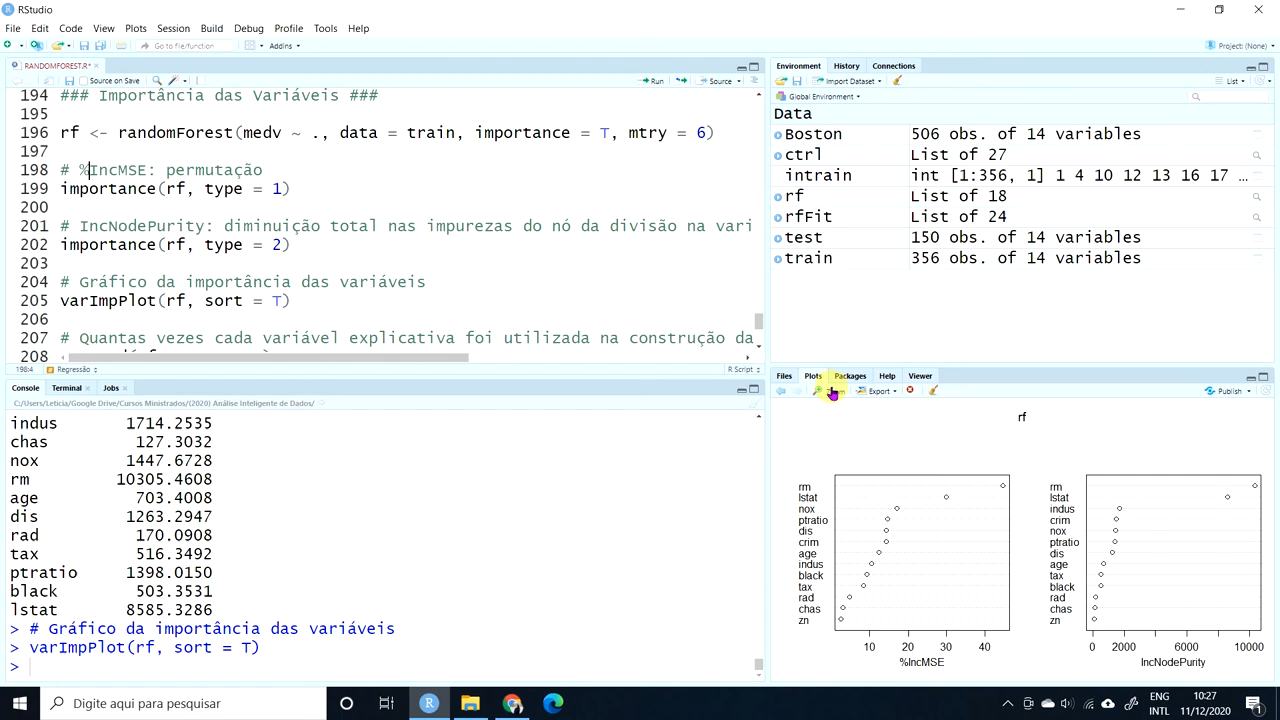 RStudio
File Edit Code View Plots Session Build Debug Profile Tools Help
Go to file/function Addins Project: (None)
RANDOMFOREST.R*
Source on Save Run Source
194 ### Importância das Variáveis ###
195
196 rf <- randomForest(medv ~ ., data = train, importance = T, mtry = 6)
197
198 # %IncMSE: permutação
199 importance(rf, type = 1)
200
201 # IncNodePurity: diminuição total nas impurezas do nó da divisão na vari
202 importance(rf, type = 2)
203
204 # Gráfico da importância das variáveis
205 varImpPlot(rf, sort = T)
206
207 # Quantas vezes cada variável explicativa foi utilizada na construção da
208
198:4 Regressão R Script
Console Terminal Jobs
C:/Users/Leticia/Google Drive/Cursos Ministrados/(2020) Análise Inteligente de Dados/
indus 1714.2535
chas 127.3032
nox 1447.6728
rm 10305.4608
age 703.4008
dis 1263.2947
rad 170.0908
tax 516.3492
ptratio 1398.0150
black 503.3531
lstat 8585.3286
> # Gráfico da importância das variáveis
> varImpPlot(rf, sort = T)
>
Environment History Connections
Import Dataset List
Global Environment
Data
Boston 506 obs. of 14 variables
ctrl List of 27
intrain int [1:356, 1] 1 4 10 12 13 16 17 ...
rf List of 18
rfFit List of 24
test 150 obs. of 14 variables
train 356 obs. of 14 variables
Files Plots Packages Help Viewer
Export Publish
rf
rm
lstat
nox
ptratio
dis
crim
age
indus
black
tax
rad
chas
zn
10 20 30 40
%IncMSE
rm
lstat
indus
crim
nox
ptratio
dis
age
tax
black
rad
chas
zn
0 2000 6000 10000
IncNodePurity
Digite aqui para pesquisar
ENG
INTL
10:27
11/12/2020